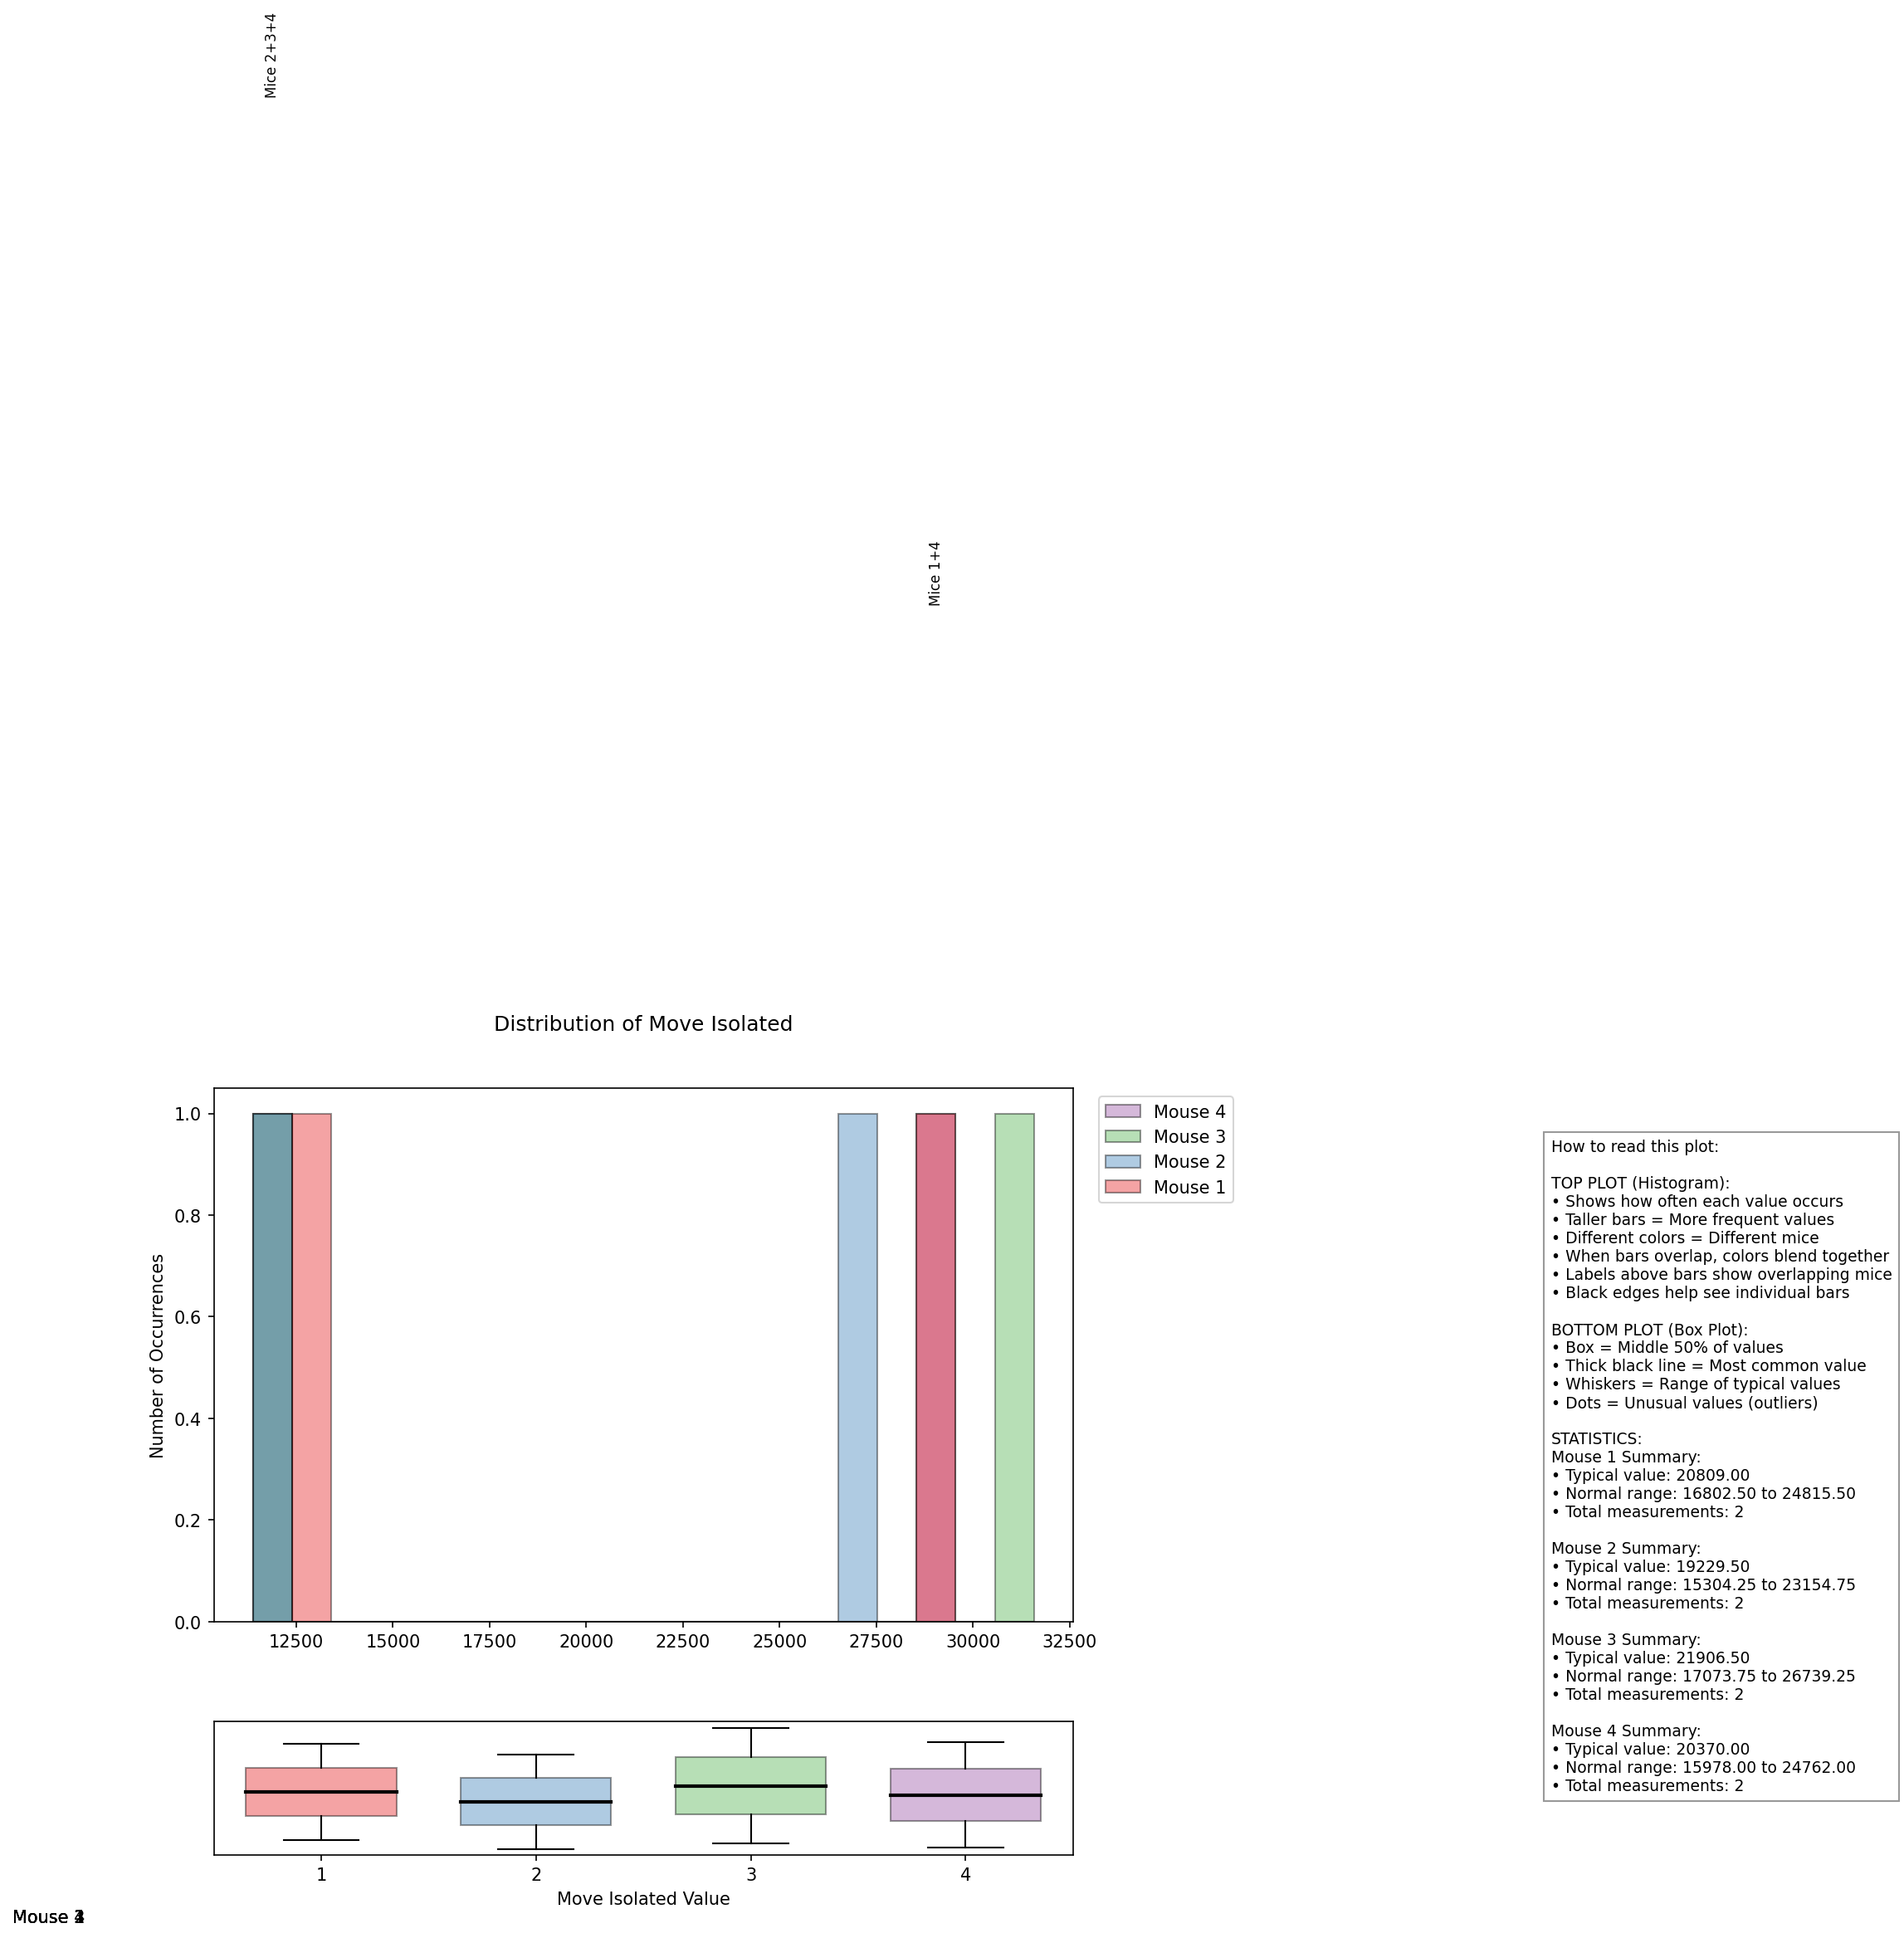 Mice 2+3+4
Mice 1+4
Distribution of Move Isolated
1.0
0.8
0.6
0.4
0.2
0.0
Number of Occurrences
12500 15000 17500 20000 22500 25000 27500 30000 32500
Mouse 4
Mouse 3
Mouse 2
Mouse 1
How to read this plot:
TOP PLOT (Histogram):
• Shows how often each value occurs
• Taller bars = More frequent values
• Different colors = Different mice
• When bars overlap, colors blend together
• Labels above bars show overlapping mice
• Black edges help see individual bars
BOTTOM PLOT (Box Plot):
• Box = Middle 50% of values
• Thick black line = Most common value
• Whiskers = Range of typical values
• Dots = Unusual values (outliers)
STATISTICS:
Mouse 1 Summary:
• Typical value: 20809.00
• Normal range: 16802.50 to 24815.50
• Total measurements: 2
Mouse 2 Summary:
• Typical value: 19229.50
• Normal range: 15304.25 to 23154.75
• Total measurements: 2
Mouse 3 Summary:
• Typical value: 21906.50
• Normal range: 17073.75 to 26739.25
• Total measurements: 2
Mouse 4 Summary:
• Typical value: 20370.00
• Normal range: 15978.00 to 24762.00
• Total measurements: 2
1 2 3 4
Move Isolated Value
Mouse